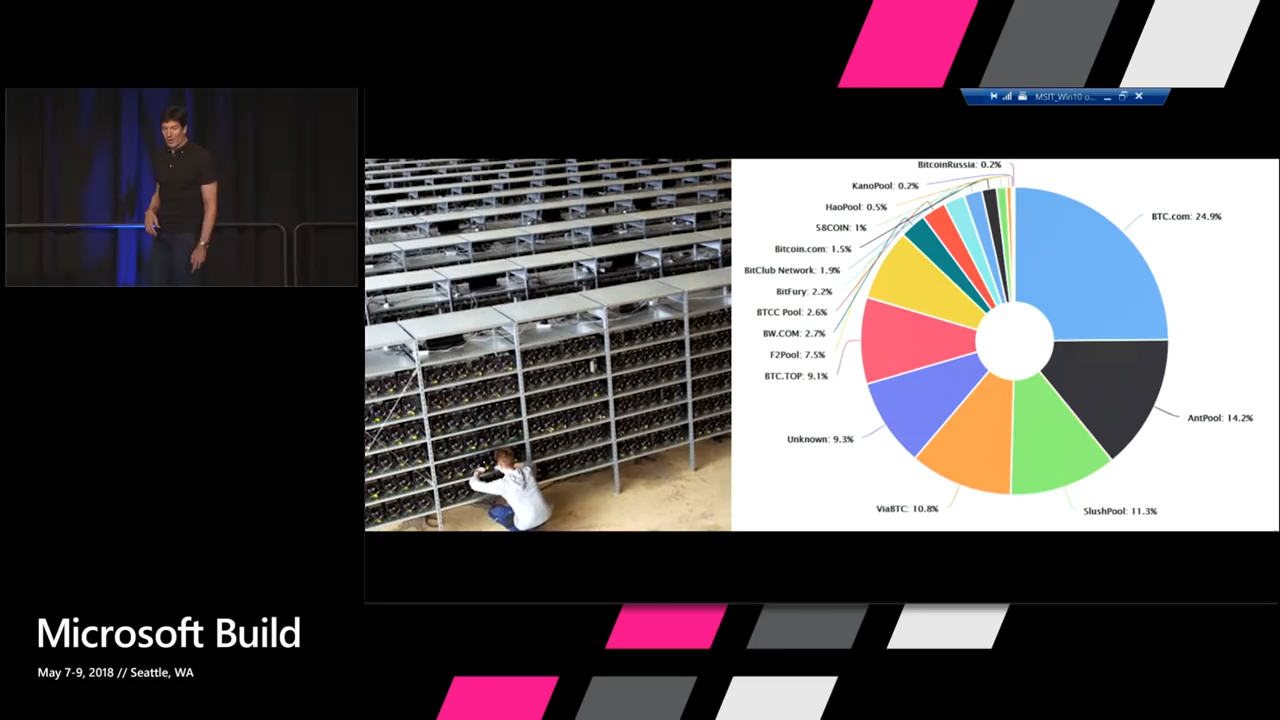 MSIT_Win10 o...
BitcoinRussia: 0.2%
KanoPool: 0.2%
HaoPool: 0.5%
58COIN: 1%
Bitcoin.com: 1.5%
BitClub Network: 1.9%
BitFury: 2.2%
BTCC Pool: 2.6%
BW.COM: 2.7%
F2Pool: 7.5%
BTC.TOP: 9.1%
Unknown: 9.3%
ViaBTC: 10.8%
SlushPool: 11.3%
AntPool: 14.2%
BTC.com: 24.9%
Microsoft Build
May 7-9, 2018 // Seattle, WA